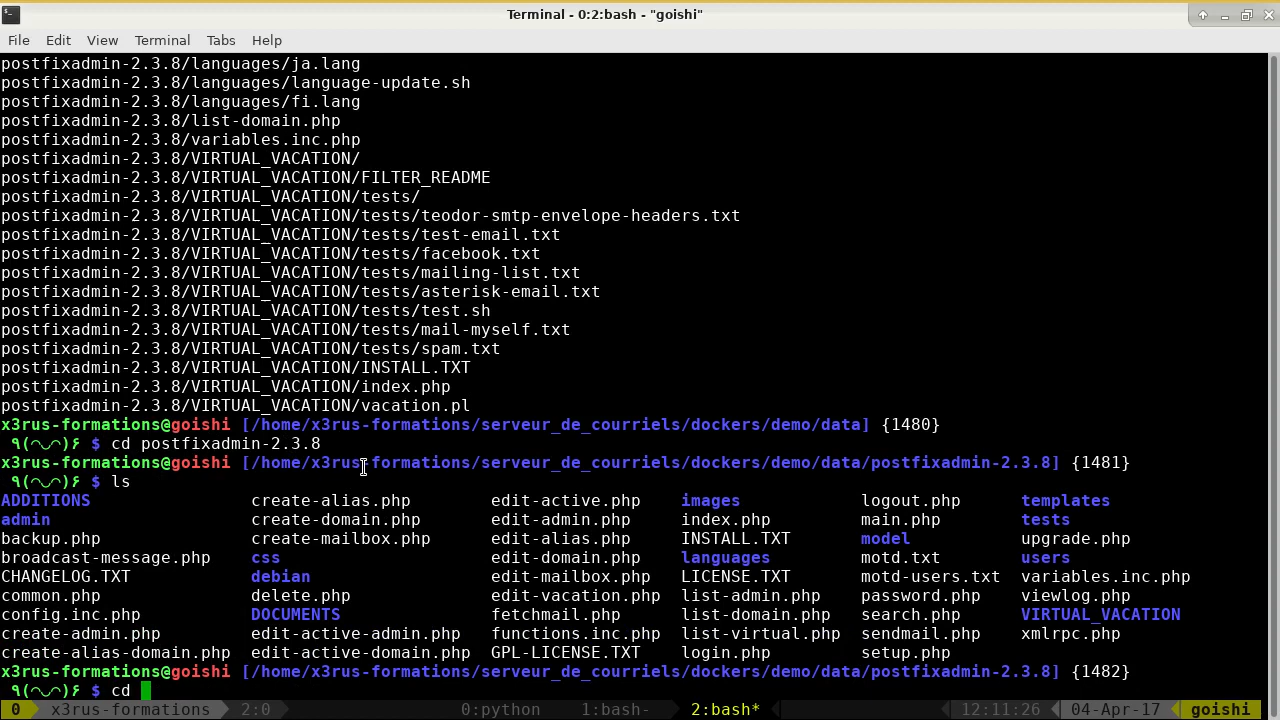 Terminal - 0:2:bash - "goishi"
File Edit View Terminal Tabs Help
postfixadmin-2.3.8/languages/ja.lang
postfixadmin-2.3.8/languages/language-update.sh
postfixadmin-2.3.8/languages/fi.lang
postfixadmin-2.3.8/list-domain.php
postfixadmin-2.3.8/variables.inc.php
postfixadmin-2.3.8/VIRTUAL_VACATION/
postfixadmin-2.3.8/VIRTUAL_VACATION/FILTER_README
postfixadmin-2.3.8/VIRTUAL_VACATION/tests/
postfixadmin-2.3.8/VIRTUAL_VACATION/tests/teodor-smtp-envelope-headers.txt
postfixadmin-2.3.8/VIRTUAL_VACATION/tests/test-email.txt
postfixadmin-2.3.8/VIRTUAL_VACATION/tests/facebook.txt
postfixadmin-2.3.8/VIRTUAL_VACATION/tests/mailing-list.txt
postfixadmin-2.3.8/VIRTUAL_VACATION/tests/asterisk-email.txt
postfixadmin-2.3.8/VIRTUAL_VACATION/tests/test.sh
postfixadmin-2.3.8/VIRTUAL_VACATION/tests/mail-myself.txt
postfixadmin-2.3.8/VIRTUAL_VACATION/tests/spam.txt
postfixadmin-2.3.8/VIRTUAL_VACATION/INSTALL.TXT
postfixadmin-2.3.8/VIRTUAL_VACATION/index.php
postfixadmin-2.3.8/VIRTUAL_VACATION/vacation.pl
x3rus-formations@goishi [/home/x3rus-formations/serveur_de_courriels/dockers/demo/data] {1480}
٩(◠◡◠)۶ $ cd postfixadmin-2.3.8
x3rus-formations@goishi [/home/x3rus-formations/serveur_de_courriels/dockers/demo/data/postfixadmin-2.3.8] {1481}
٩(◠◡◠)۶ $ ls
ADDITIONS create-alias.php edit-active.php images logout.php templates
admin create-domain.php edit-admin.php index.php main.php tests
backup.php create-mailbox.php edit-alias.php INSTALL.TXT model upgrade.php
broadcast-message.php css edit-domain.php languages motd.txt users
CHANGELOG.TXT debian edit-mailbox.php LICENSE.TXT motd-users.txt variables.inc.php
common.php delete.php edit-vacation.php list-admin.php password.php viewlog.php
config.inc.php DOCUMENTS fetchmail.php list-domain.php search.php VIRTUAL_VACATION
create-admin.php edit-active-admin.php functions.inc.php list-virtual.php sendmail.php xmlrpc.php
create-alias-domain.php edit-active-domain.php GPL-LICENSE.TXT login.php setup.php
x3rus-formations@goishi [/home/x3rus-formations/serveur_de_courriels/dockers/demo/data/postfixadmin-2.3.8] {1482}
٩(◠◡◠)۶ $ cd
0 x3rus-formations 2:0 0:python 1:bash- 2:bash* 12:11:26 04-Apr-17 goishi